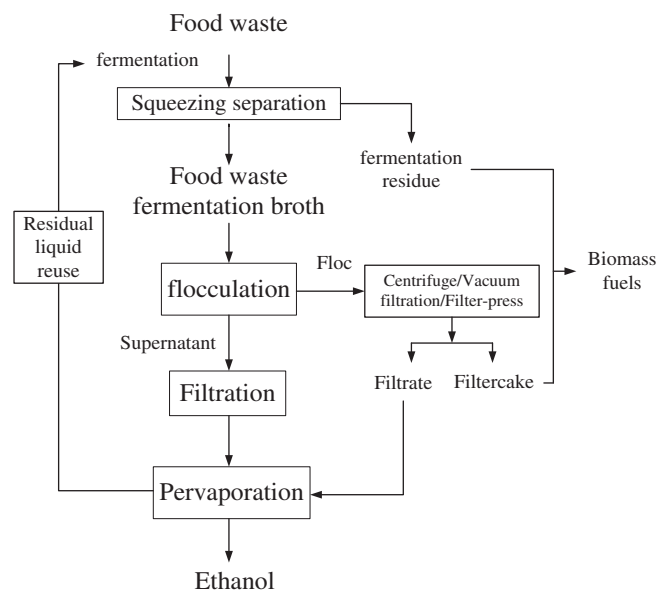 Food waste
fermentation
Squeezing separation
fermentation
residue
Food waste
fermentation broth
Residual
liquid
reuse
Floc
flocculation
Centrifuge/Vacuum
filtration/Filter-press
Biomass
fuels
Supernatant
Filtration
Filtrate
Filtercake
Pervaporation
Ethanol